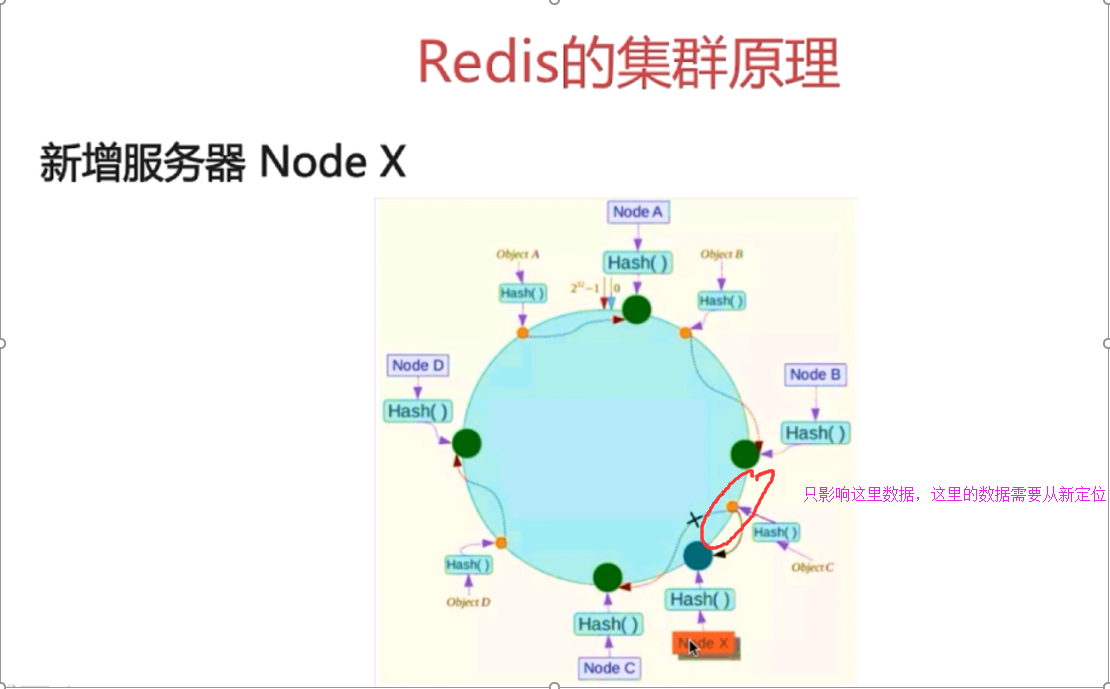 Redis的集群原理
新增服务器 Node X
Node A
Object A
Hash( )
Object B
Hash( )
2³²−1
0
Hash( )
Node D
Node B
Hash( )
Hash( )
只影响这里数据，这里的数据需要从新定位
Hash( )
Hash( )
Object C
Object D
Hash( )
Hash( )
Node X
Node C